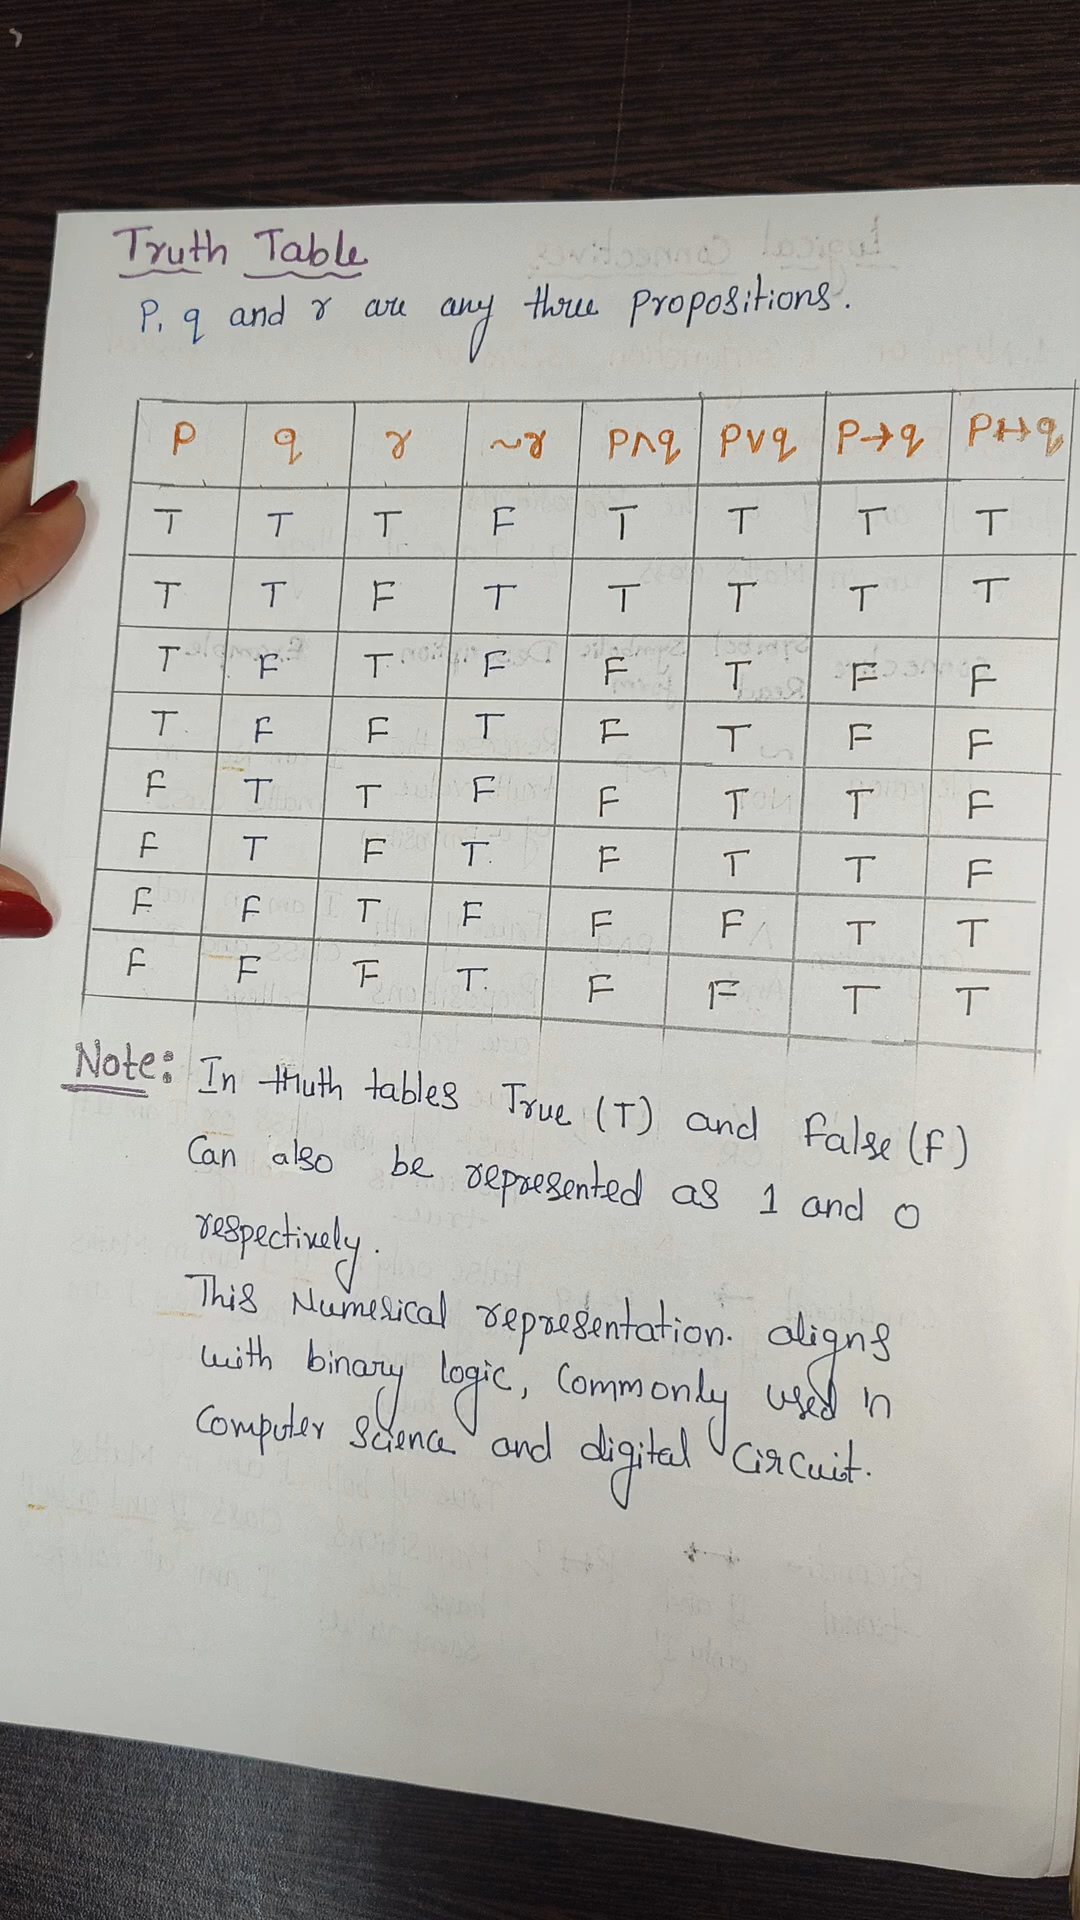 Truth Table
P, q and r are any three Propositions.
P q r ~r P∧q P∨q P→q P↔q
T T T F T T T T
T T F T T T T T
T F T F F T F F
T F F T F T F F
F T T F F T T F
F T F T F T T F
F F T F F F T T
F F F T F F T T
Note: In truth tables True (T) and False (F)
Can also be represented as 1 and 0
respectively.
This Numerical representation. aligns
with binary logic, Commonly used in
Computer Science and digital Circuit.